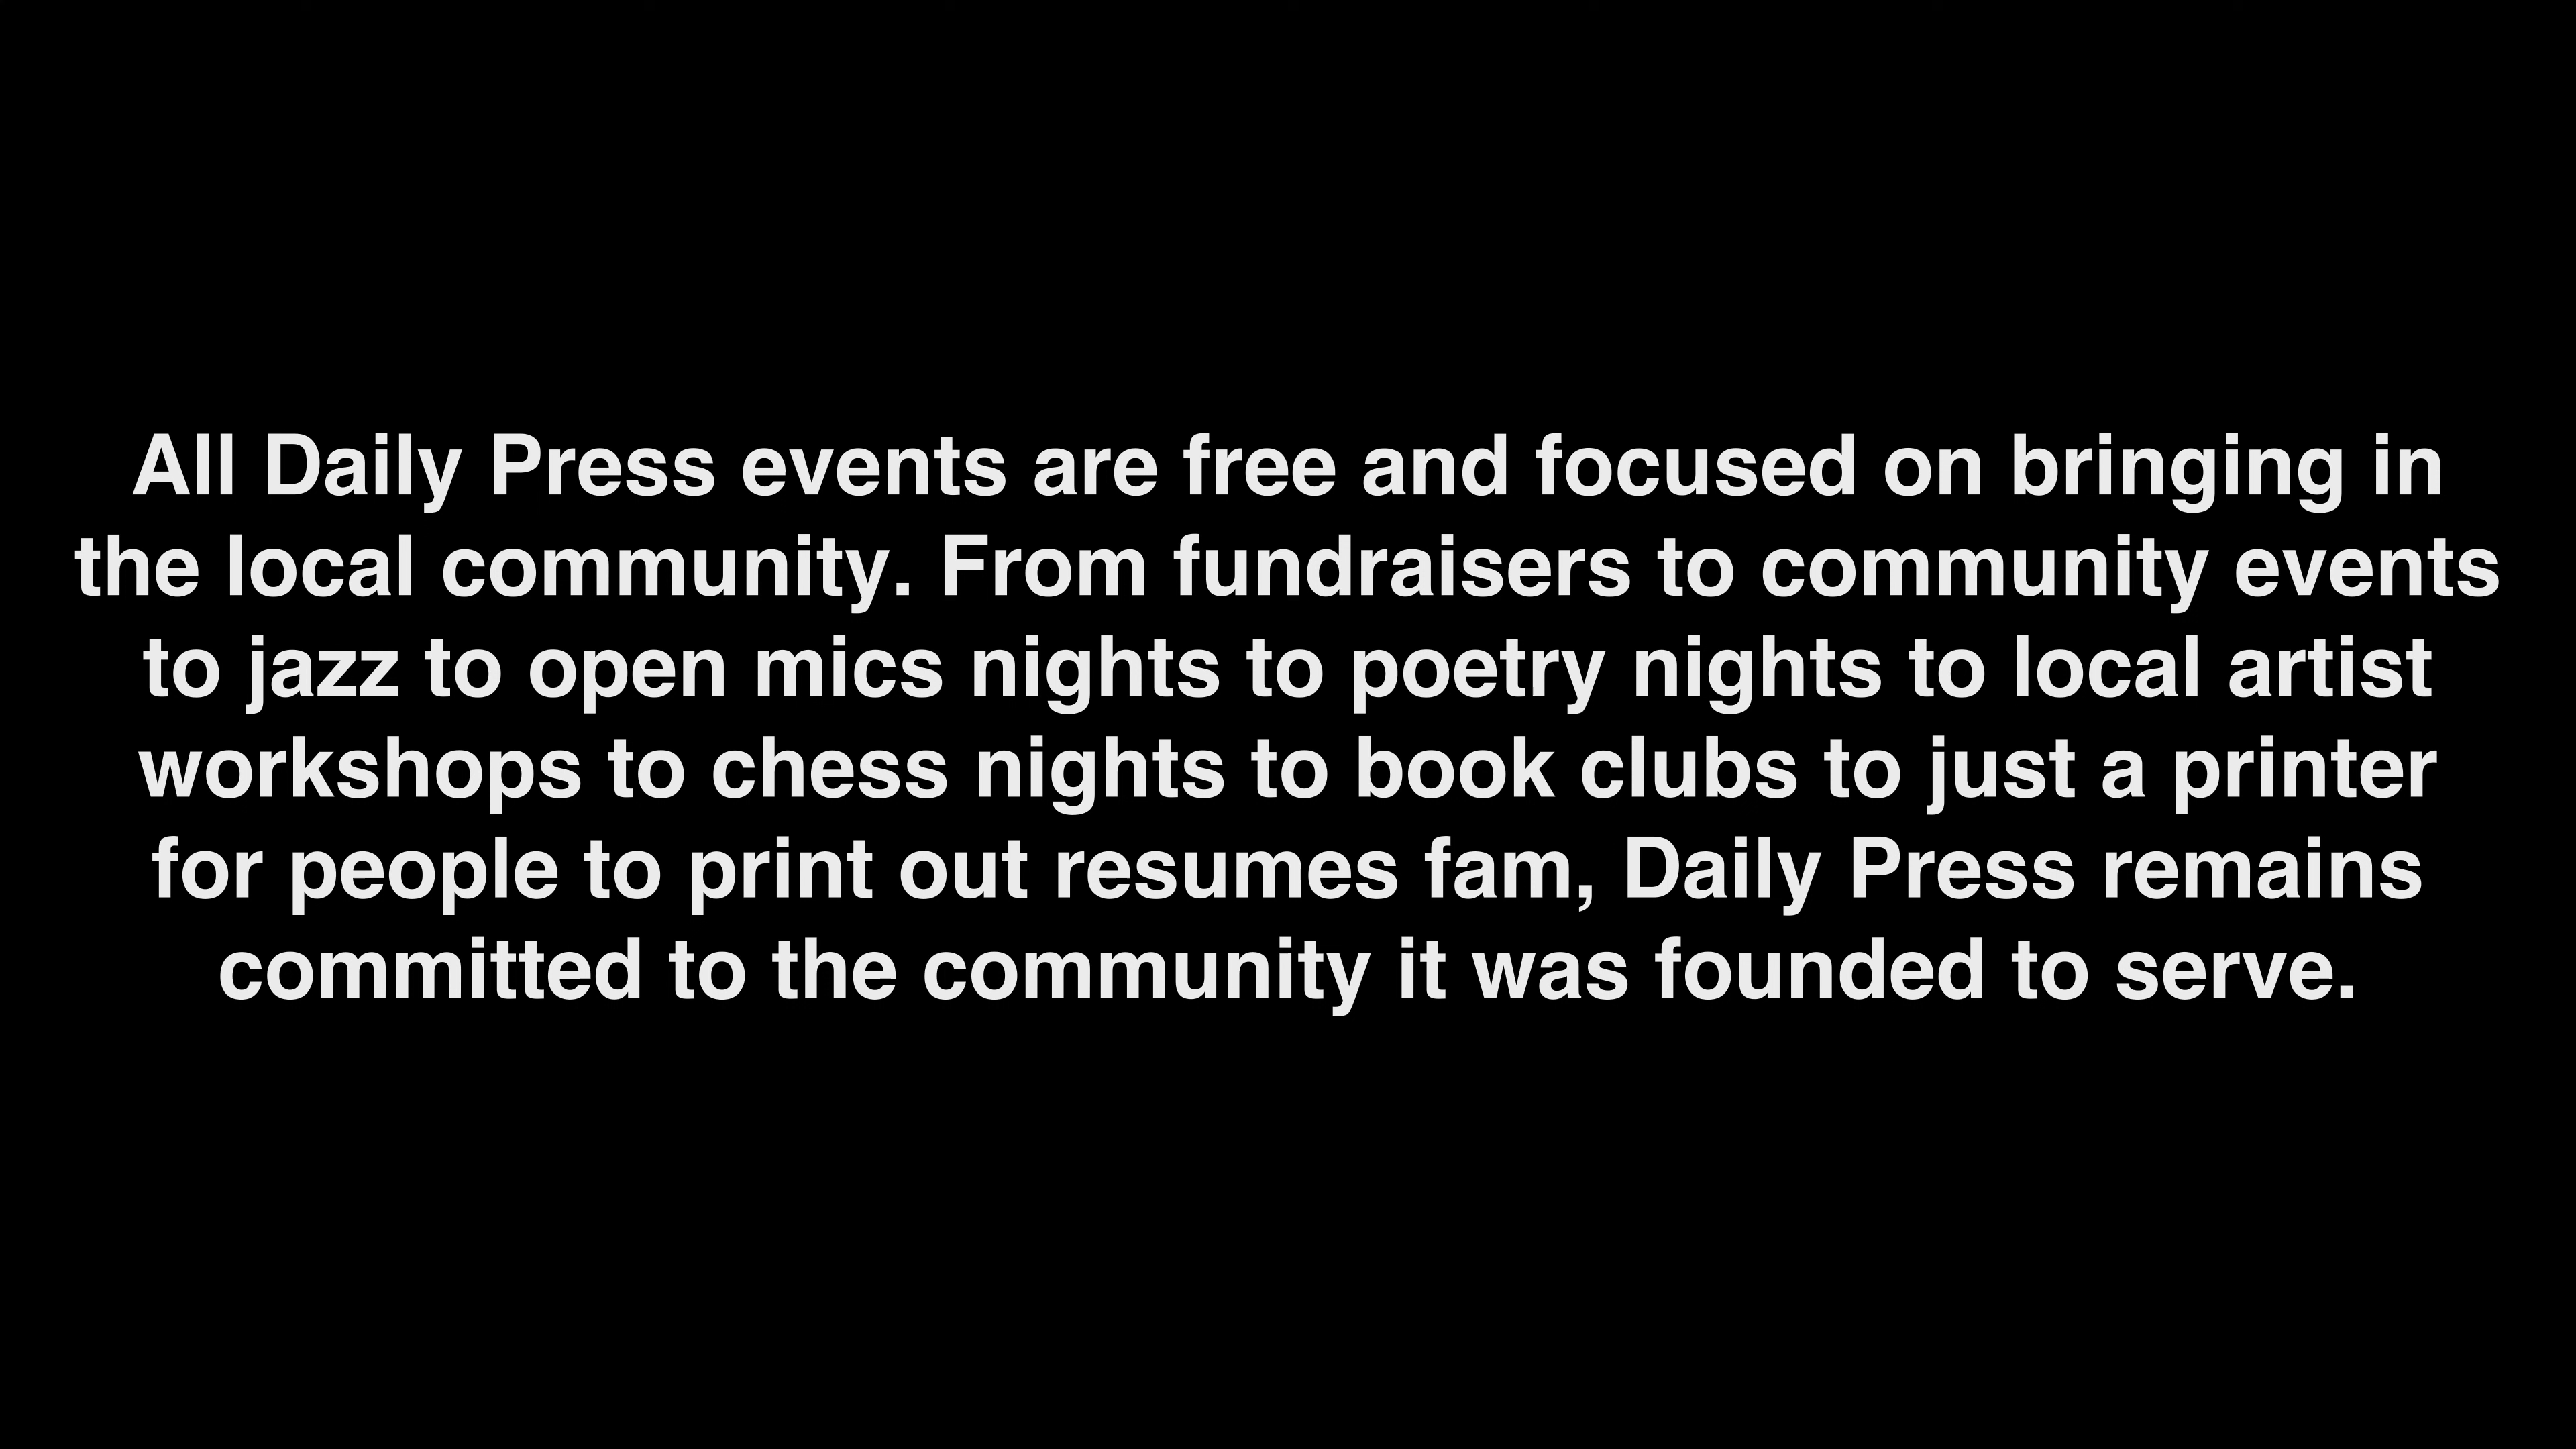 All Daily Press events are free and focused on bringing in
the local community. From fundraisers to community events
to jazz to open mics nights to poetry nights to local artist
workshops to chess nights to book clubs to just a printer
for people to print out resumes fam, Daily Press remains
committed to the community it was founded to serve.